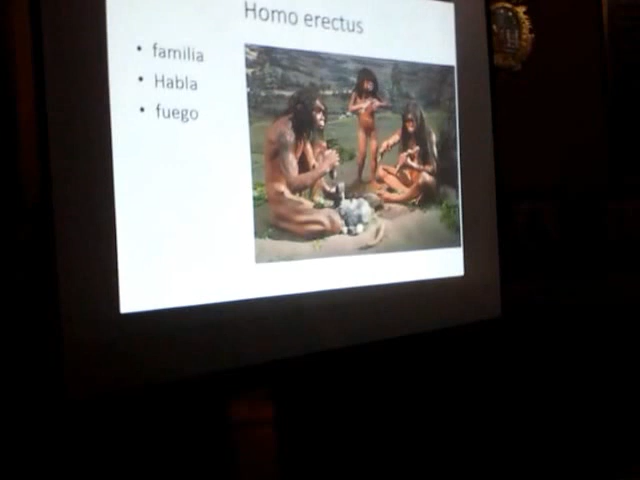 Homo erectus
• familia
• Habla
• fuego